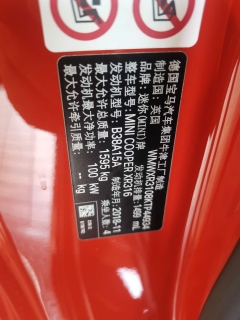 德国宝马汽车集团牛津工厂制造
制造国：英国 WMWXR3108KTP44934
品牌：迷你(MINI)牌 发动机排量：1499 mL
整车型号：MINI COOPER XR316
最大允许总质量：1595 kg 制造年月：2018-11
发动机型号：B38A15A 乘坐人数：4
发动机最大净功率：100 kW
最大允许牵引质量：-- kg